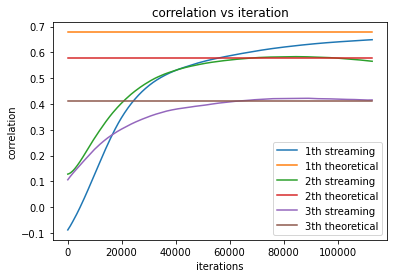 correlation vs iteration
0.7
0.6
0.5
0.4
0.3
0.2
0.1
0.0
−0.1
correlation
0 20000 40000 60000 80000 100000
iterations
1th streaming
1th theoretical
2th streaming
2th theoretical
3th streaming
3th theoretical